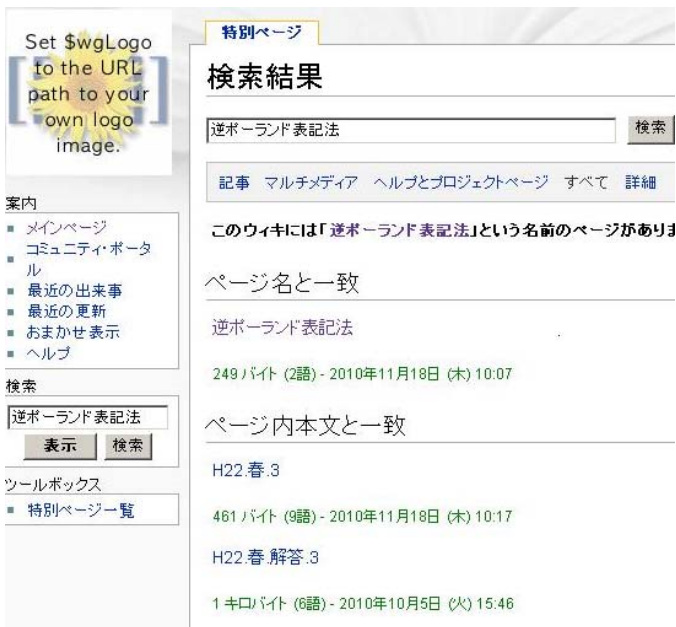 Set $wgLogo
to the URL
path to your
own logo
image.
案内
メインページ
コミュニティ・ポータ
ル
最近の出来事
最近の更新
おまかせ表示
ヘルプ
検索
逆ポーランド表記法
表示 検索
ツールボックス
特別ページ一覧
特別ページ
検索結果
逆ポーランド表記法 検索
記事 マルチメディア ヘルプとプロジェクトページ すべて 詳細
このウィキには「逆ポーランド表記法」という名前のページがありま
ページ名と一致
逆ポーランド表記法
249 バイト (2語) - 2010年11月18日 (木) 10:07
ページ内本文と一致
H22.春.3
461 バイト (9語) - 2010年11月18日 (木) 10:17
H22.春.解答.3
1 キロバイト (6語) - 2010年10月5日 (火) 15:46